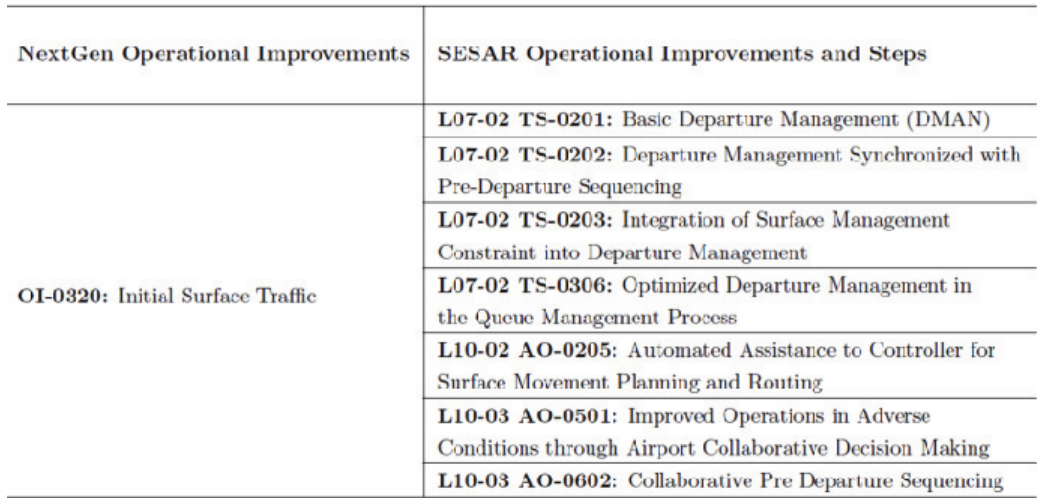 NextGen Operational Improvements
SESAR Operational Improvements and Steps
OI-0320: Initial Surface Traffic
L07-02 TS-0201: Basic Departure Management (DMAN)
L07-02 TS-0202: Departure Management Synchronized with
Pre-Departure Sequencing
L07-02 TS-0203: Integration of Surface Management
Constraint into Departure Management
L07-02 TS-0306: Optimized Departure Management in
the Queue Management Process
L10-02 AO-0205: Automated Assistance to Controller for
Surface Movement Planning and Routing
L10-03 AO-0501: Improved Operations in Adverse
Conditions through Airport Collaborative Decision Making
L10-03 AO-0602: Collaborative Pre Departure Sequencing